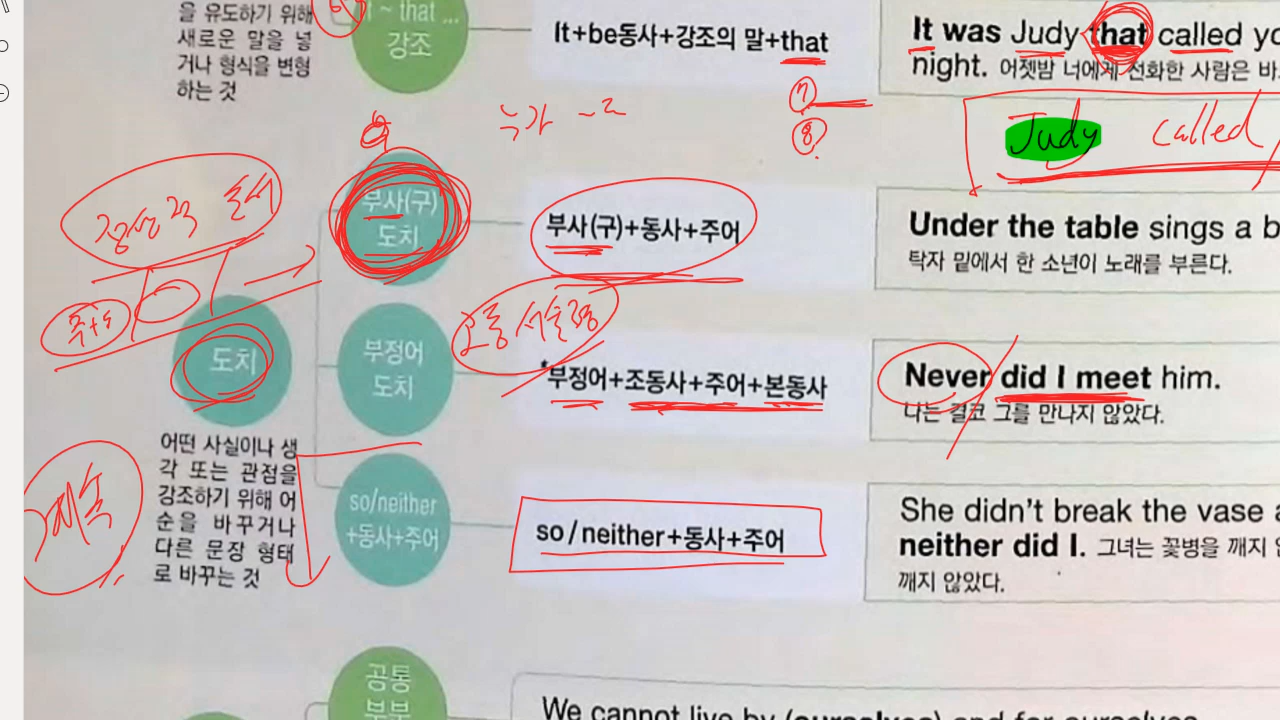 을 유도하기 위해
새로운 말을 넣
거나 형식을 변형
하는 것
It ~ that ...
강조
It+be동사+강조의 말+that
It was Judy that called yo
night. 어젯밤 너에게 전화한 사람은 바
Judy called
누가
부사(구)
도치
부사(구)+동사+주어
Under the table sings a b
탁자 밑에서 한 소년이 노래를 부른다.
도치
부정어
도치
*부정어+조동사+주어+본동사
Never did I meet him.
나는 결코 그를 만나지 않았다.
어떤 사실이나 생
각 또는 관점을
강조하기 위해 어
순을 바꾸거나
다른 문장 형태
로 바꾸는 것
so/neither
+동사+주어
so/neither+동사+주어
She didn't break the vase a
neither did I. 그녀는 꽃병을 깨지 않
깨지 않았다.
공통
부분
We cannot live by (ourselves) and for ourselves